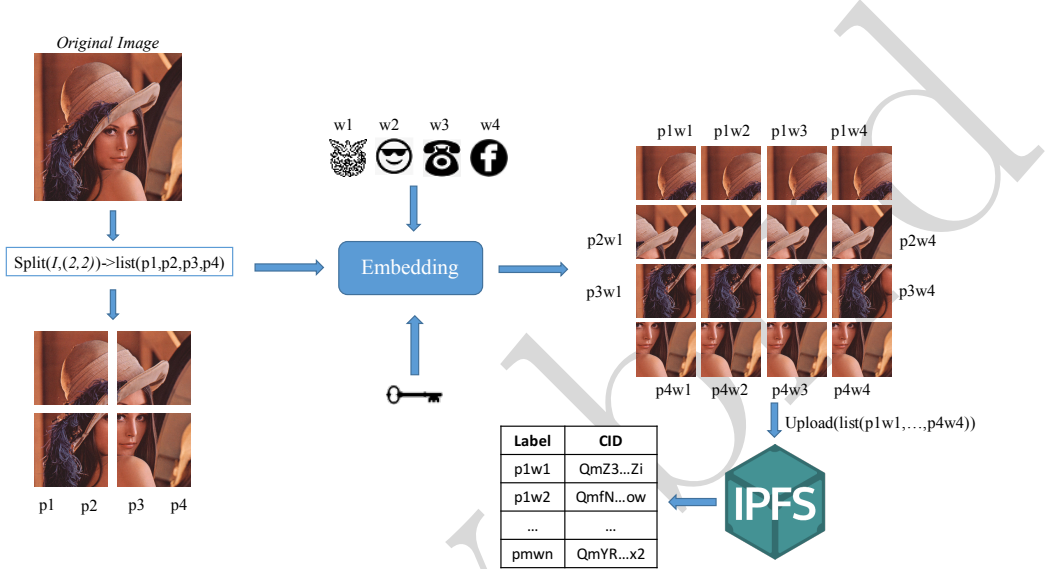 Original Image
Split(I,(2,2))->list(p1,p2,p3,p4)
p1 p2 p3 p4
w1 w2 w3 w4
f
Embedding
p1w1 p1w2 p1w3 p1w4
p2w1 p2w4
p3w1 p3w4
p4w1 p4w2 p4w3 p4w4
Upload(list(p1w1,…,p4w4))
IPFS
Label CID
p1w1 QmZ3…Zi
p1w2 QmfN…ow
… …
pmwn QmYR…x2